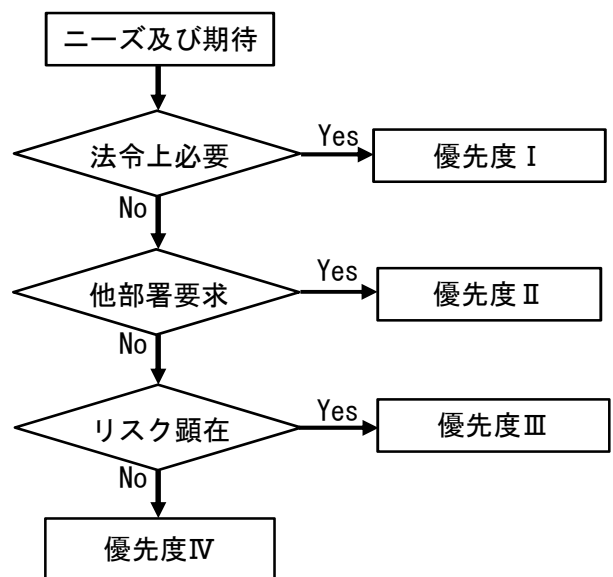 ニーズ及び期待
法令上必要
Yes
優先度Ⅰ
No
他部署要求
Yes
優先度Ⅱ
No
リスク顕在
Yes
優先度Ⅲ
No
優先度Ⅳ